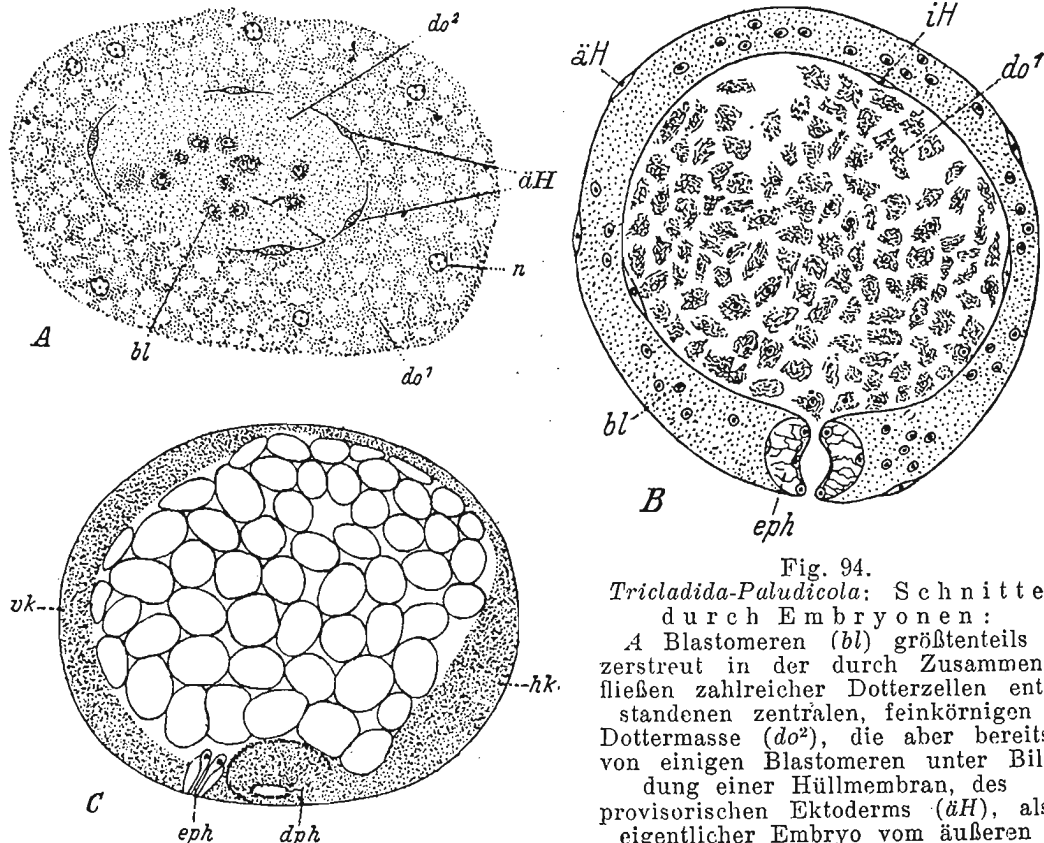 do²
äH
n
A
bl
do¹
äH
iH
do¹
bl
B
eph
vk
hk
C
eph
dph
Fig. 94.
Tricladida-Paludicola: Schnitte
durch Embryonen:
A Blastomeren (bl) größtenteils
zerstreut in der durch Zusammen
fließen zahlreicher Dotterzellen ent
standenen zentralen, feinkörnigen
Dottermasse (do²), die aber bereits
von einigen Blastomeren unter Bil
dung einer Hüllmembran, des
provisorischen Ektoderms (äH), als
eigentlicher Embryo vom äußeren